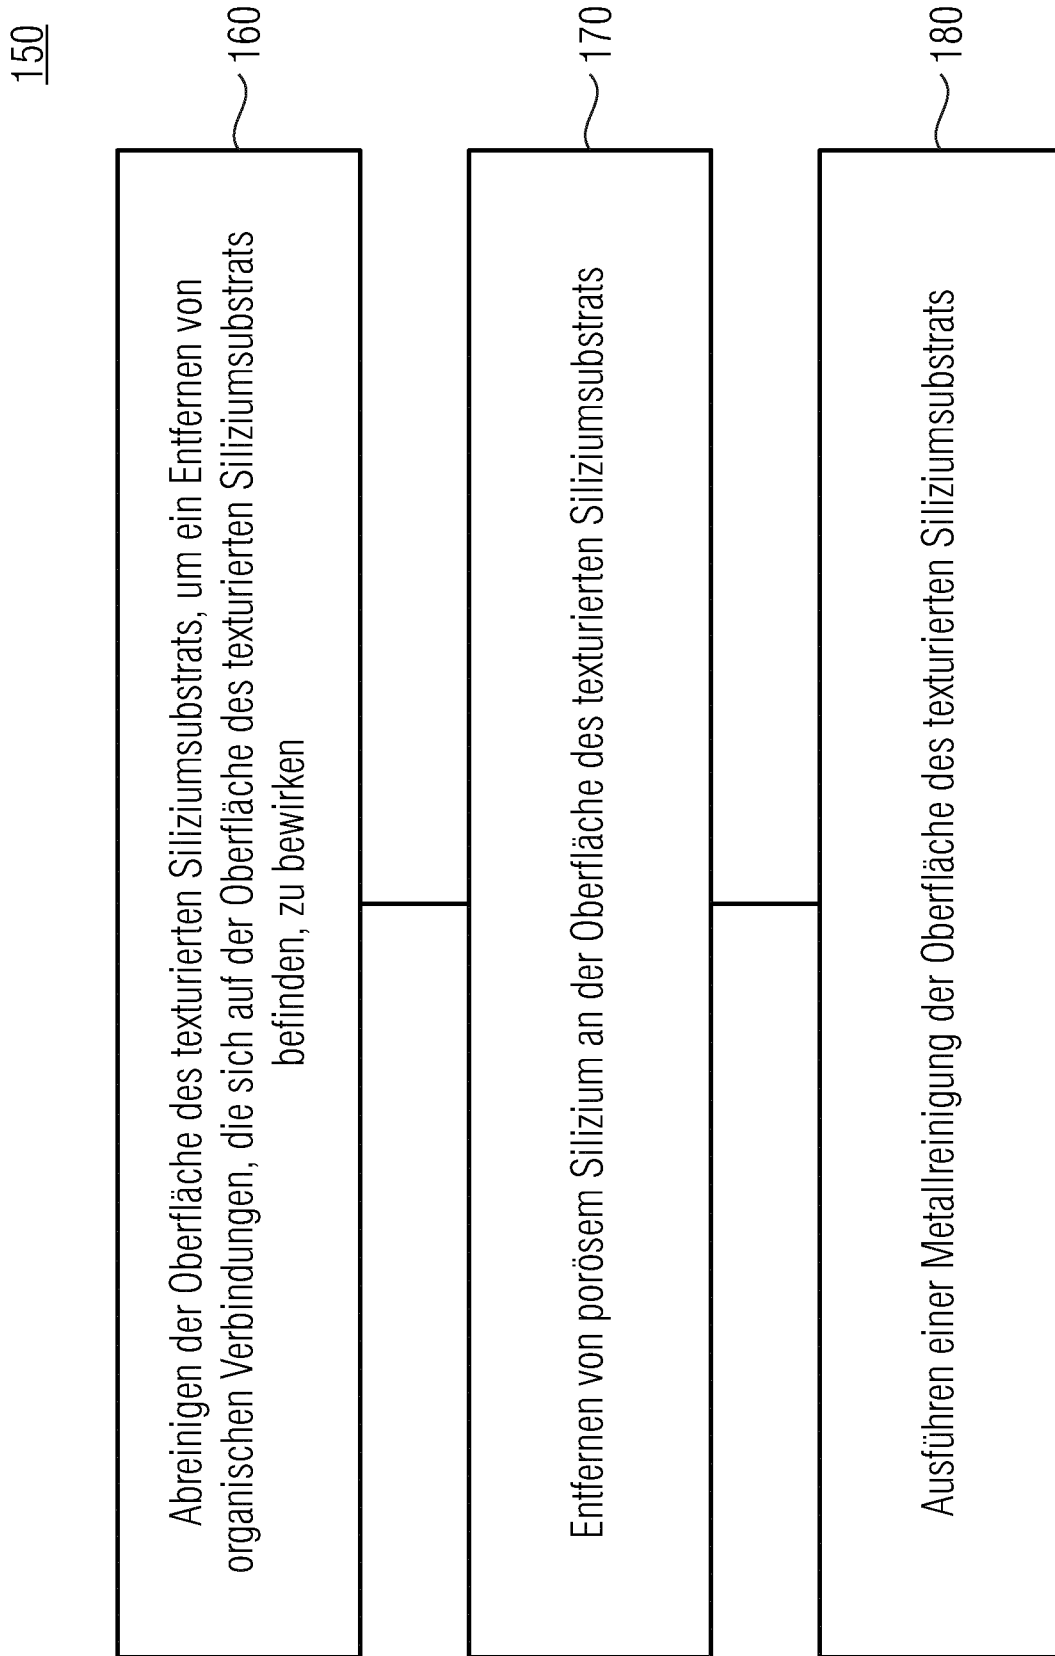 150
Abreinigen der Oberfläche des texturierten Siliziumsubstrats, um ein Entfernen von
organischen Verbindungen, die sich auf der Oberfläche des texturierten Siliziumsubstrats
befinden, zu bewirken
160
Entfernen von porösem Silizium an der Oberfläche des texturierten Siliziumsubstrats
170
Ausführen einer Metallreinigung der Oberfläche des texturierten Siliziumsubstrats
180